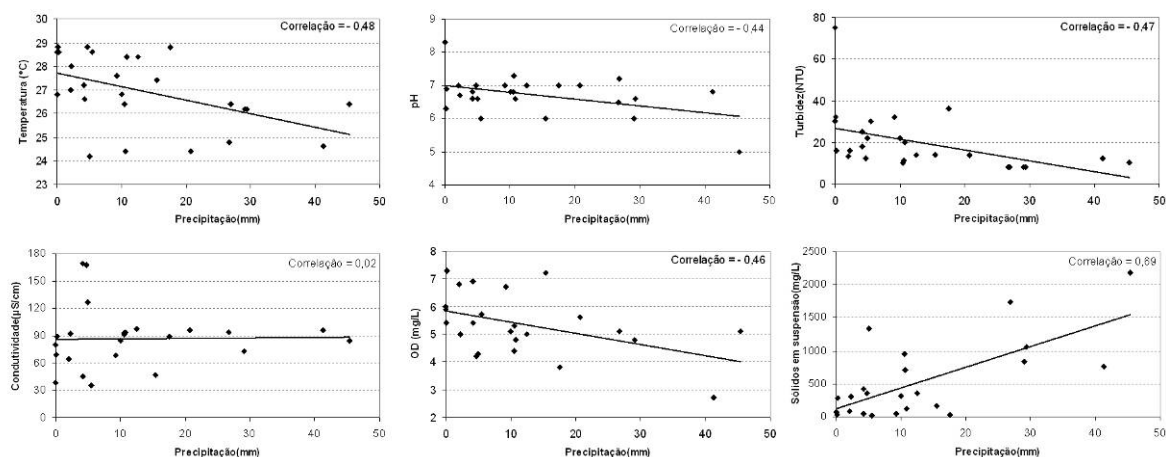 Correlação = - 0,48
Temperatura (°C)
30
29
28
27
26
25
24
23
0 10 20 30 40 50
Precipitação(mm)
Correlação = - 0,44
pH
9
8
7
6
5
4
0 10 20 30 40 50
Precipitação(mm)
Correlação = - 0,47
Turbidez(NTU)
80
60
40
20
0
0 10 20 30 40 50
Precipitação(mm)
Correlação = 0,02
Condutividade(µS/cm)
180
150
120
90
60
30
0
0 10 20 30 40 50
Precipitação(mm)
Correlação = - 0,46
OD (mg/L)
8
7
6
5
4
3
2
0 10 20 30 40 50
Precipitação(mm)
Correlação = 0,69
Sólidos em suspensão(mg/L)
2500
2000
1500
1000
500
0
0 10 20 30 40 50
Precipitação(mm)